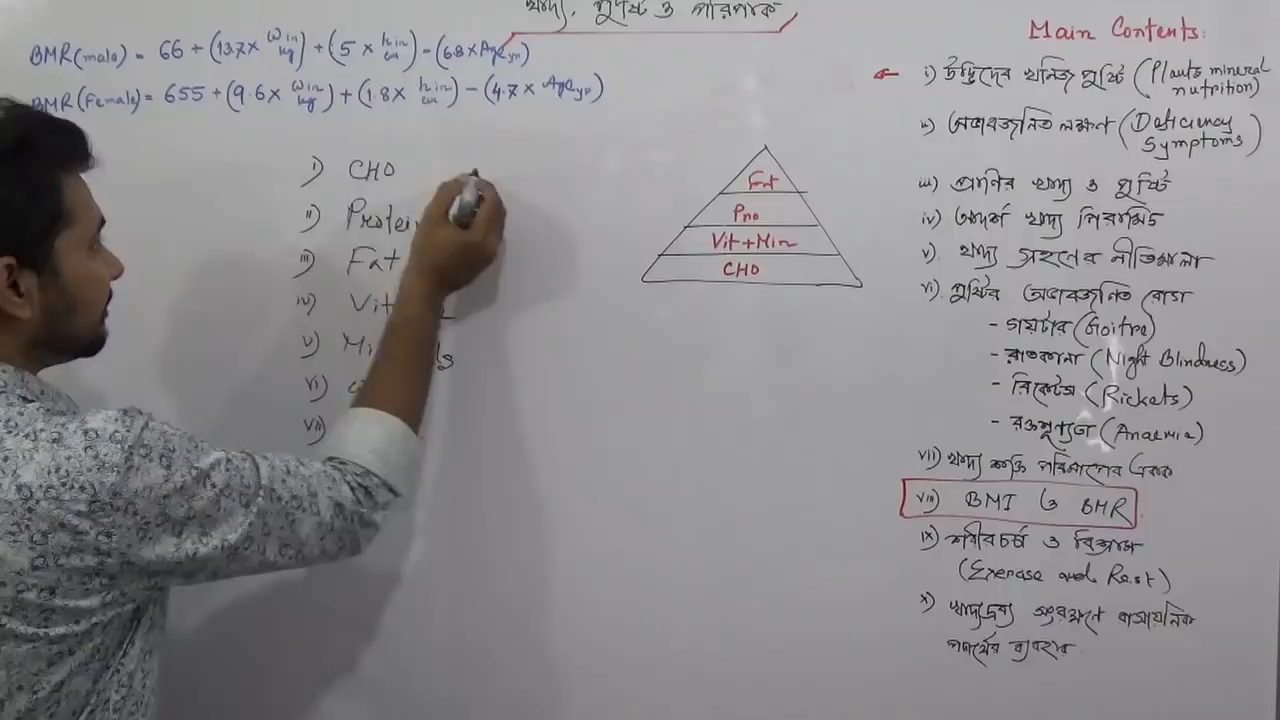 খাদ্য, পুষ্টি ও পরিপাক
BMR(male) = 66 + (13.7 x W in kg) + (5 x h in cm) - (6.8 x Age yr)
BMR(Female) = 655 + (9.6 x W in kg) + (1.8 x h in cm) - (4.7 x Age yr)
i) CHO
ii) Protein
iii) Fat
iv) Vit
v) Mi
vi)
vii)
Fat
Pro
Vit + Min
CHO
Main Contents:
i) উদ্ভিদের খনিজ পুষ্টি (Plants mineral nutrition)
ii) অভাবজনিত লক্ষণ (Deficiency Symptoms)
iii) প্রাণির খাদ্য ও পুষ্টি
iv) আদর্শ খাদ্য পিরামিড
v) খাদ্য গ্রহণের নীতিমালা
vi) পুষ্টির অভাবজনিত রোগ
- গয়টার (Goitre)
- রাতকানা (Night Blindness)
- রিকেটস (Rickets)
- রক্তশূন্যতা (Anaemia)
vii) খাদ্য শক্তি পরিমাপের একক
viii) BMI ও BMR
ix) শরীরচর্চা ও বিশ্রাম
(Exercise and Rest)
x) খাদ্যদ্রব্য সংরক্ষণে রাসায়নিক
পদার্থের ব্যবহার